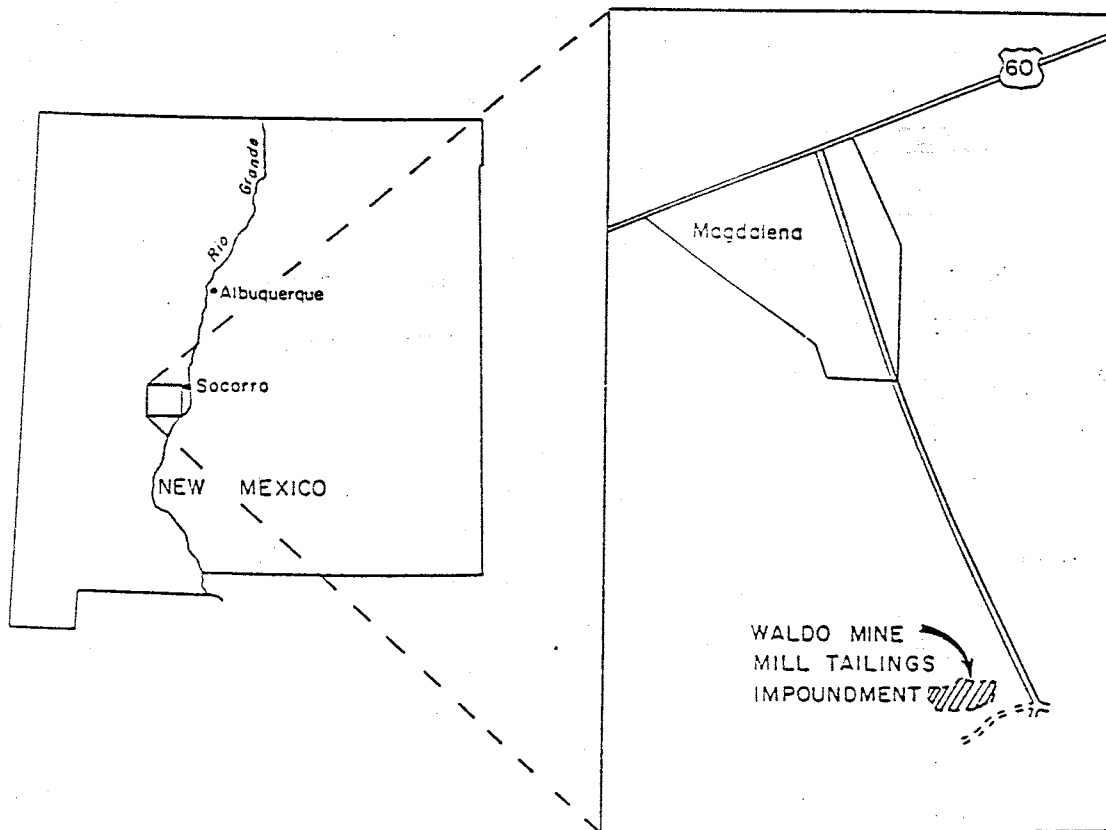 Rio Grande
Albuquerque
Socorro
NEW MEXICO
60
Magdalena
WALDO MINE
MILL TAILINGS
IMPOUNDMENT